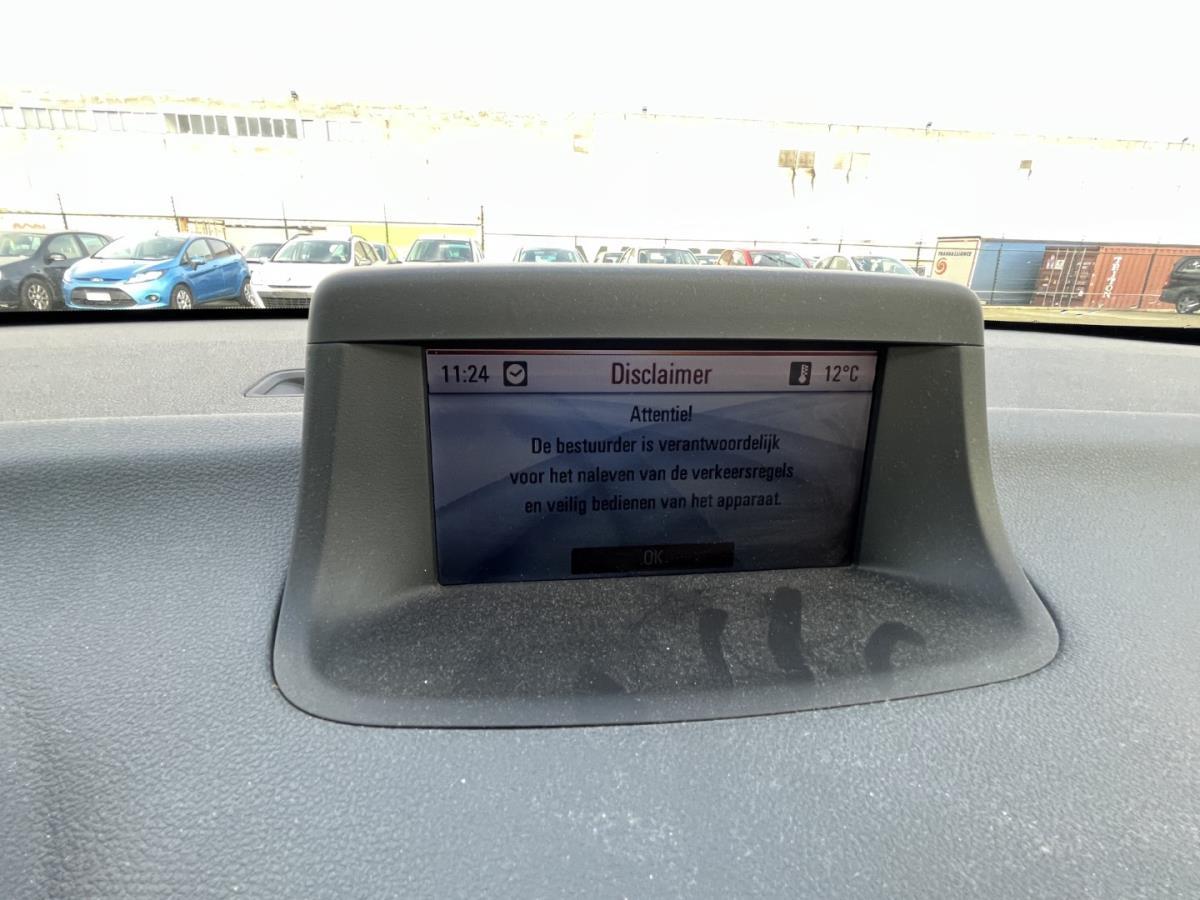 11:24 Disclaimer 12°C
Attentie!
De bestuurder is verantwoordelijk
voor het naleven van de verkeersregels
en veilig bedienen van het apparaat.
OK
TRITON